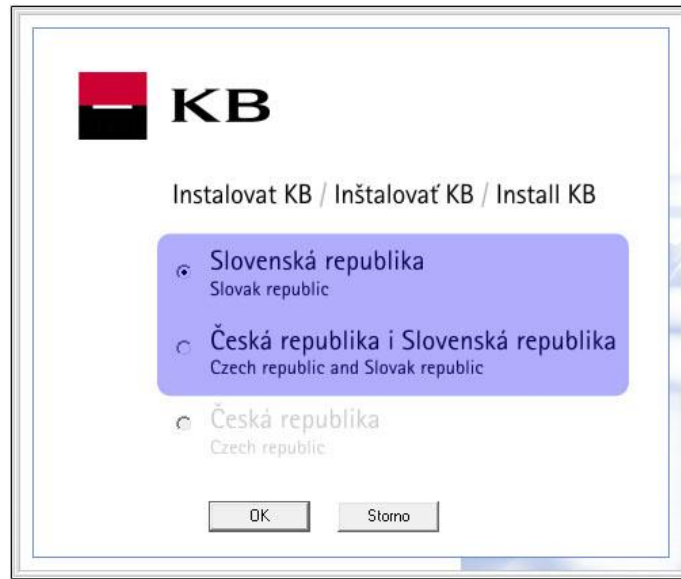 KB
Instalovat KB / Inštalovať KB / Install KB
Slovenská republika
Slovak republic
Česká republika i Slovenská republika
Czech republic and Slovak republic
Česká republika
Czech republic
OK
Storno